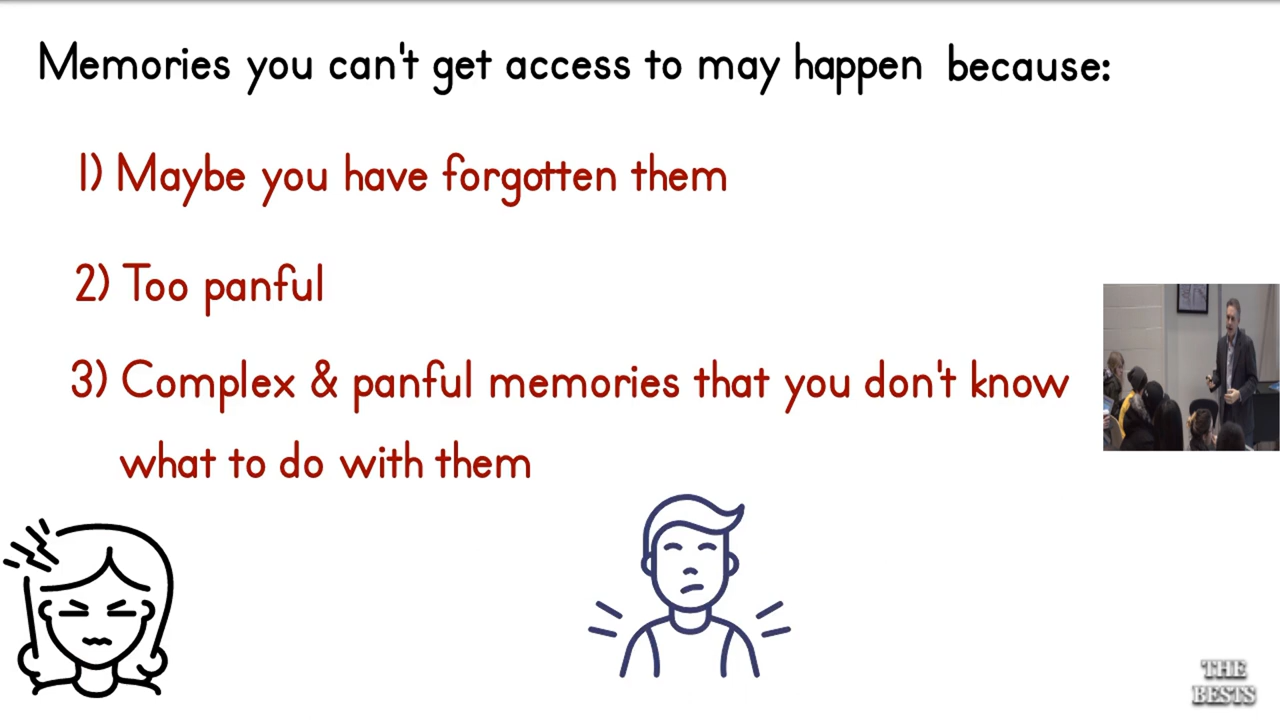 Memories you can't get access to may happen because:
1) Maybe you have forgotten them
2) Too panful
3) Complex & panful memories that you don't know
what to do with them
THE
BESTS